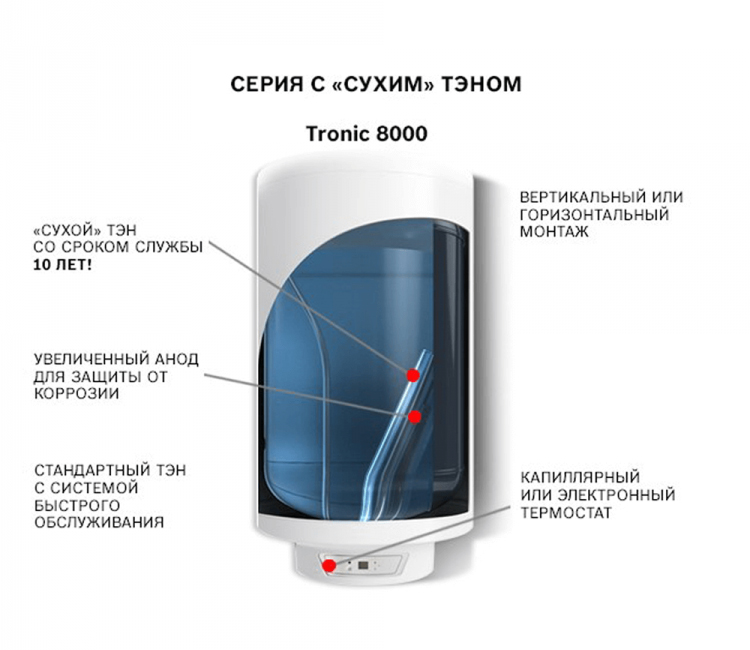 СЕРИЯ С «СУХИМ» ТЭНОМ
Tronic 8000
«СУХОЙ» ТЭН
СО СРОКОМ СЛУЖБЫ
10 ЛЕТ!
УВЕЛИЧЕННЫЙ АНОД
ДЛЯ ЗАЩИТЫ ОТ
КОРРОЗИИ
СТАНДАРТНЫЙ ТЭН
С СИСТЕМОЙ
БЫСТРОГО
ОБСЛУЖИВАНИЯ
ВЕРТИКАЛЬНЫЙ ИЛИ
ГОРИЗОНТАЛЬНЫЙ
МОНТАЖ
КАПИЛЛЯРНЫЙ
ИЛИ ЭЛЕКТРОННЫЙ
ТЕРМОСТАТ